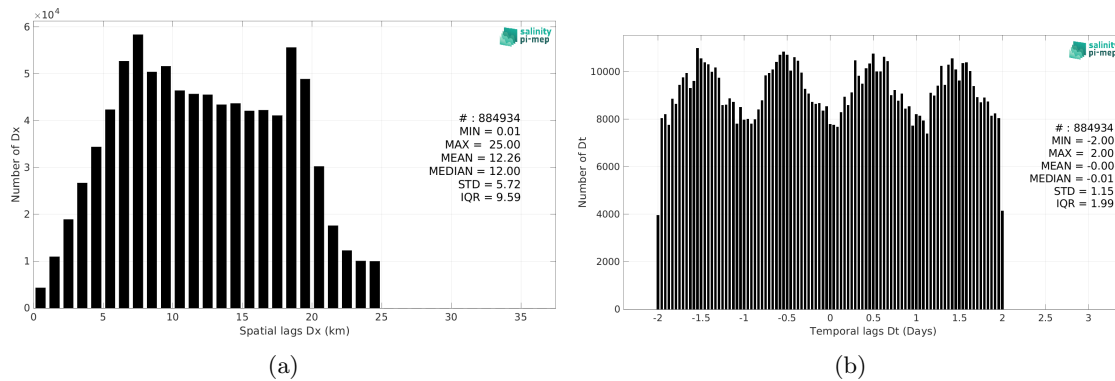 ×10⁴
6
5
4
3
2
1
0
Number of Dx
salinity
pi-mep
# : 884934
MIN = 0.01
MAX = 25.00
MEAN = 12.26
MEDIAN = 12.00
STD = 5.72
IQR = 9.59
0 5 10 15 20 25 30 35
Spatial lags Dx (km)
(a)
10000
8000
6000
4000
2000
0
Number of Dt
salinity
pi-mep
# : 884934
MIN = -2.00
MAX = 2.00
MEAN = -0.00
MEDIAN = -0.01
STD = 1.15
IQR = 1.99
-2 -1.5 -1 -0.5 0 0.5 1 1.5 2 2.5 3
Temporal lags Dt (Days)
(b)